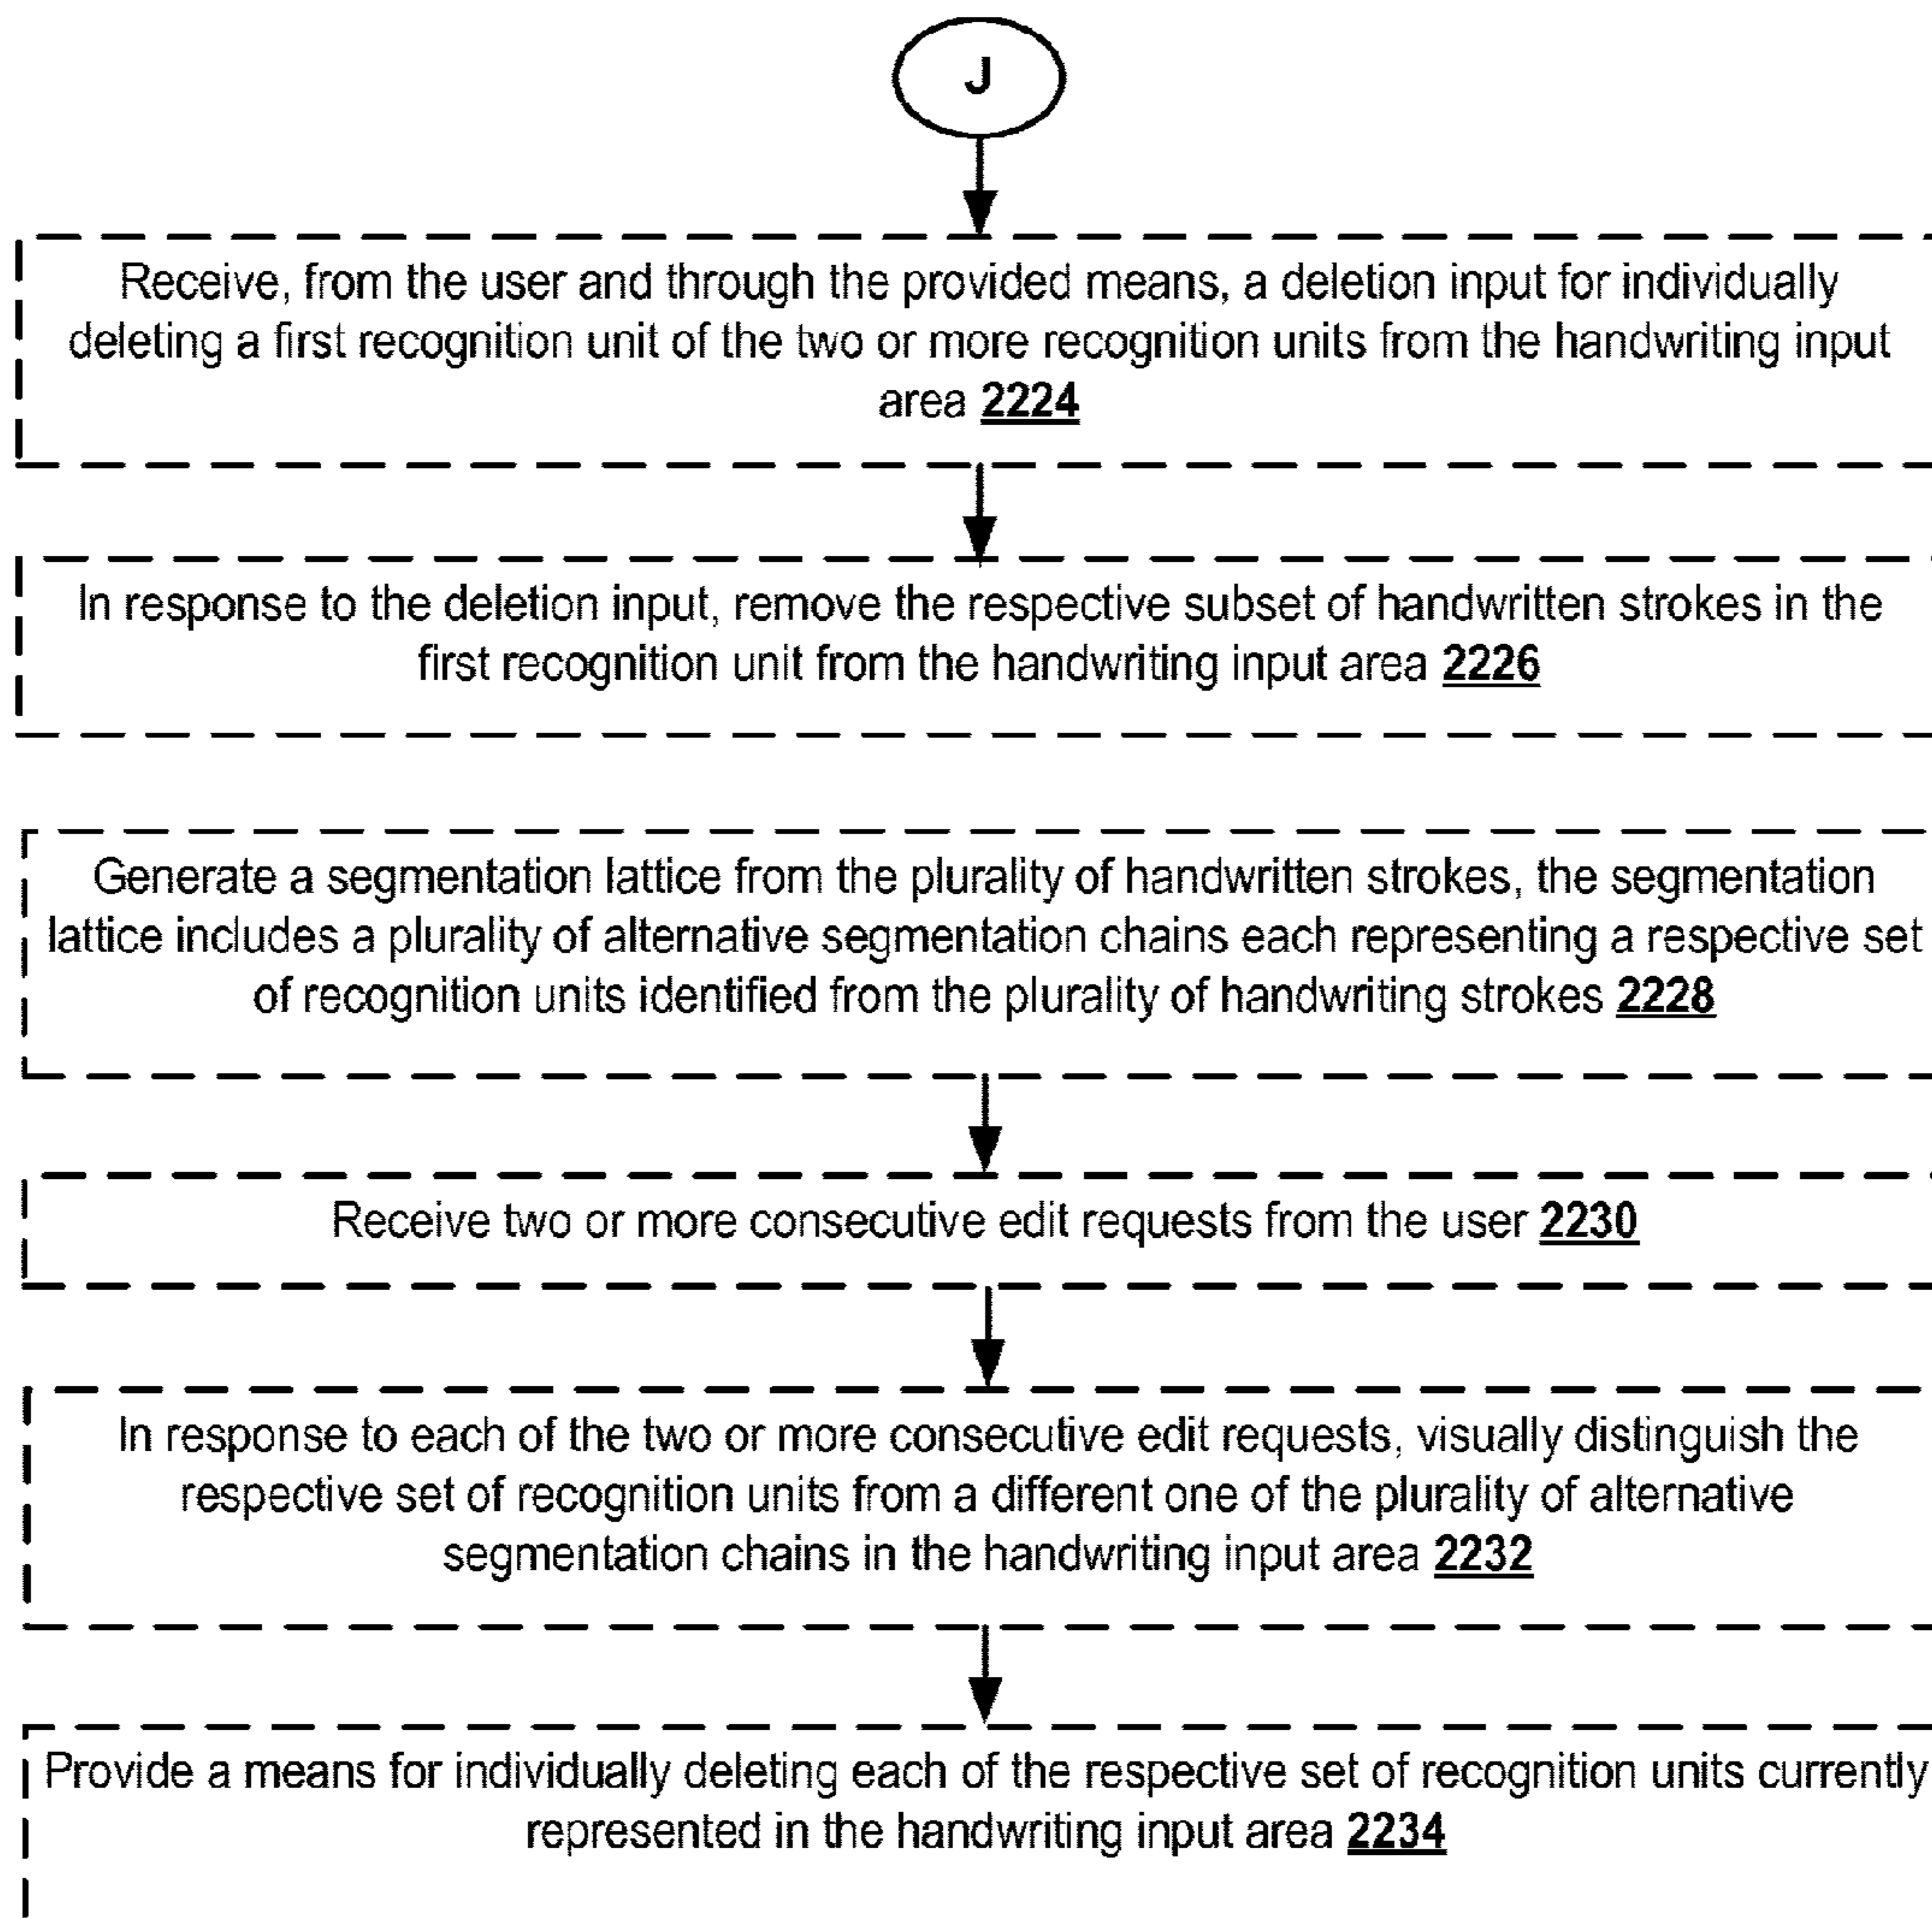 J
Receive, from the user and through the provided means, a deletion input for individually
deleting a first recognition unit of the two or more recognition units from the handwriting input
area 2224
In response to the deletion input, remove the respective subset of handwritten strokes in the
first recognition unit from the handwriting input area 2226
Generate a segmentation lattice from the plurality of handwritten strokes, the segmentation
lattice includes a plurality of alternative segmentation chains each representing a respective set
of recognition units identified from the plurality of handwriting strokes 2228
Receive two or more consecutive edit requests from the user 2230
In response to each of the two or more consecutive edit requests, visually distinguish the
respective set of recognition units from a different one of the plurality of alternative
segmentation chains in the handwriting input area 2232
Provide a means for individually deleting each of the respective set of recognition units currently
represented in the handwriting input area 2234